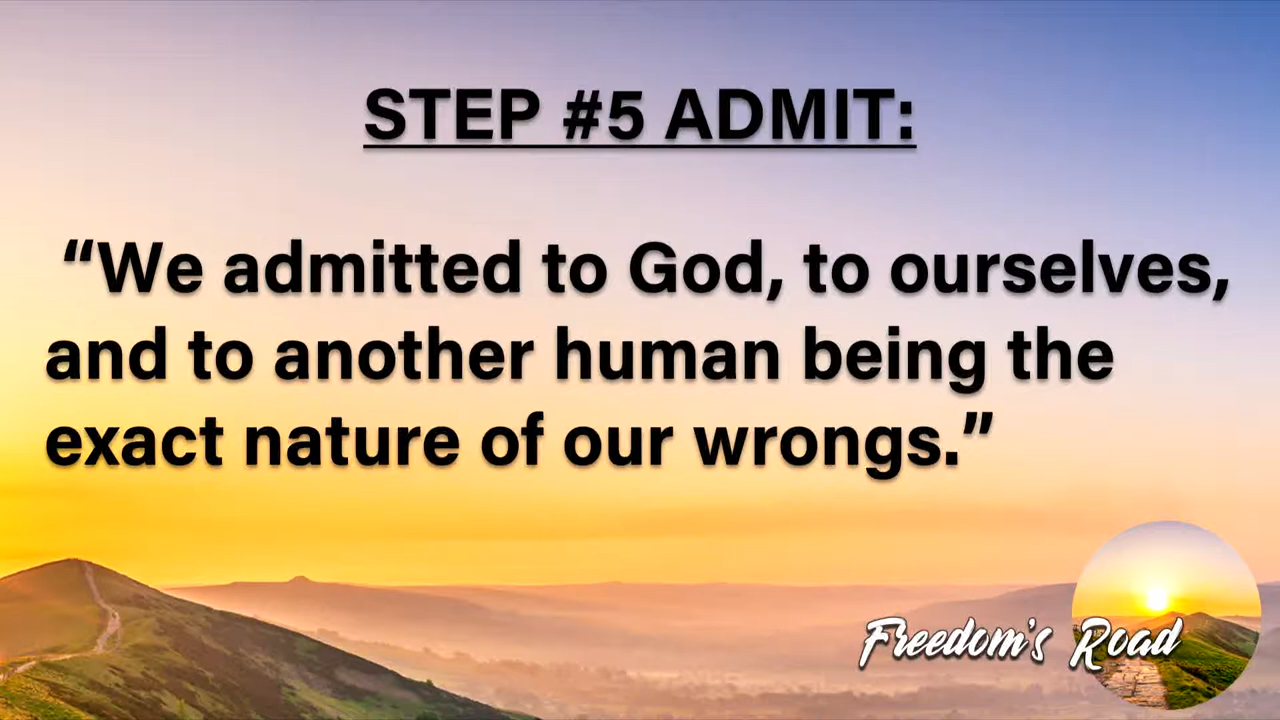 STEP #5 ADMIT:
“We admitted to God, to ourselves,
and to another human being the
exact nature of our wrongs.”
Freedom's Road